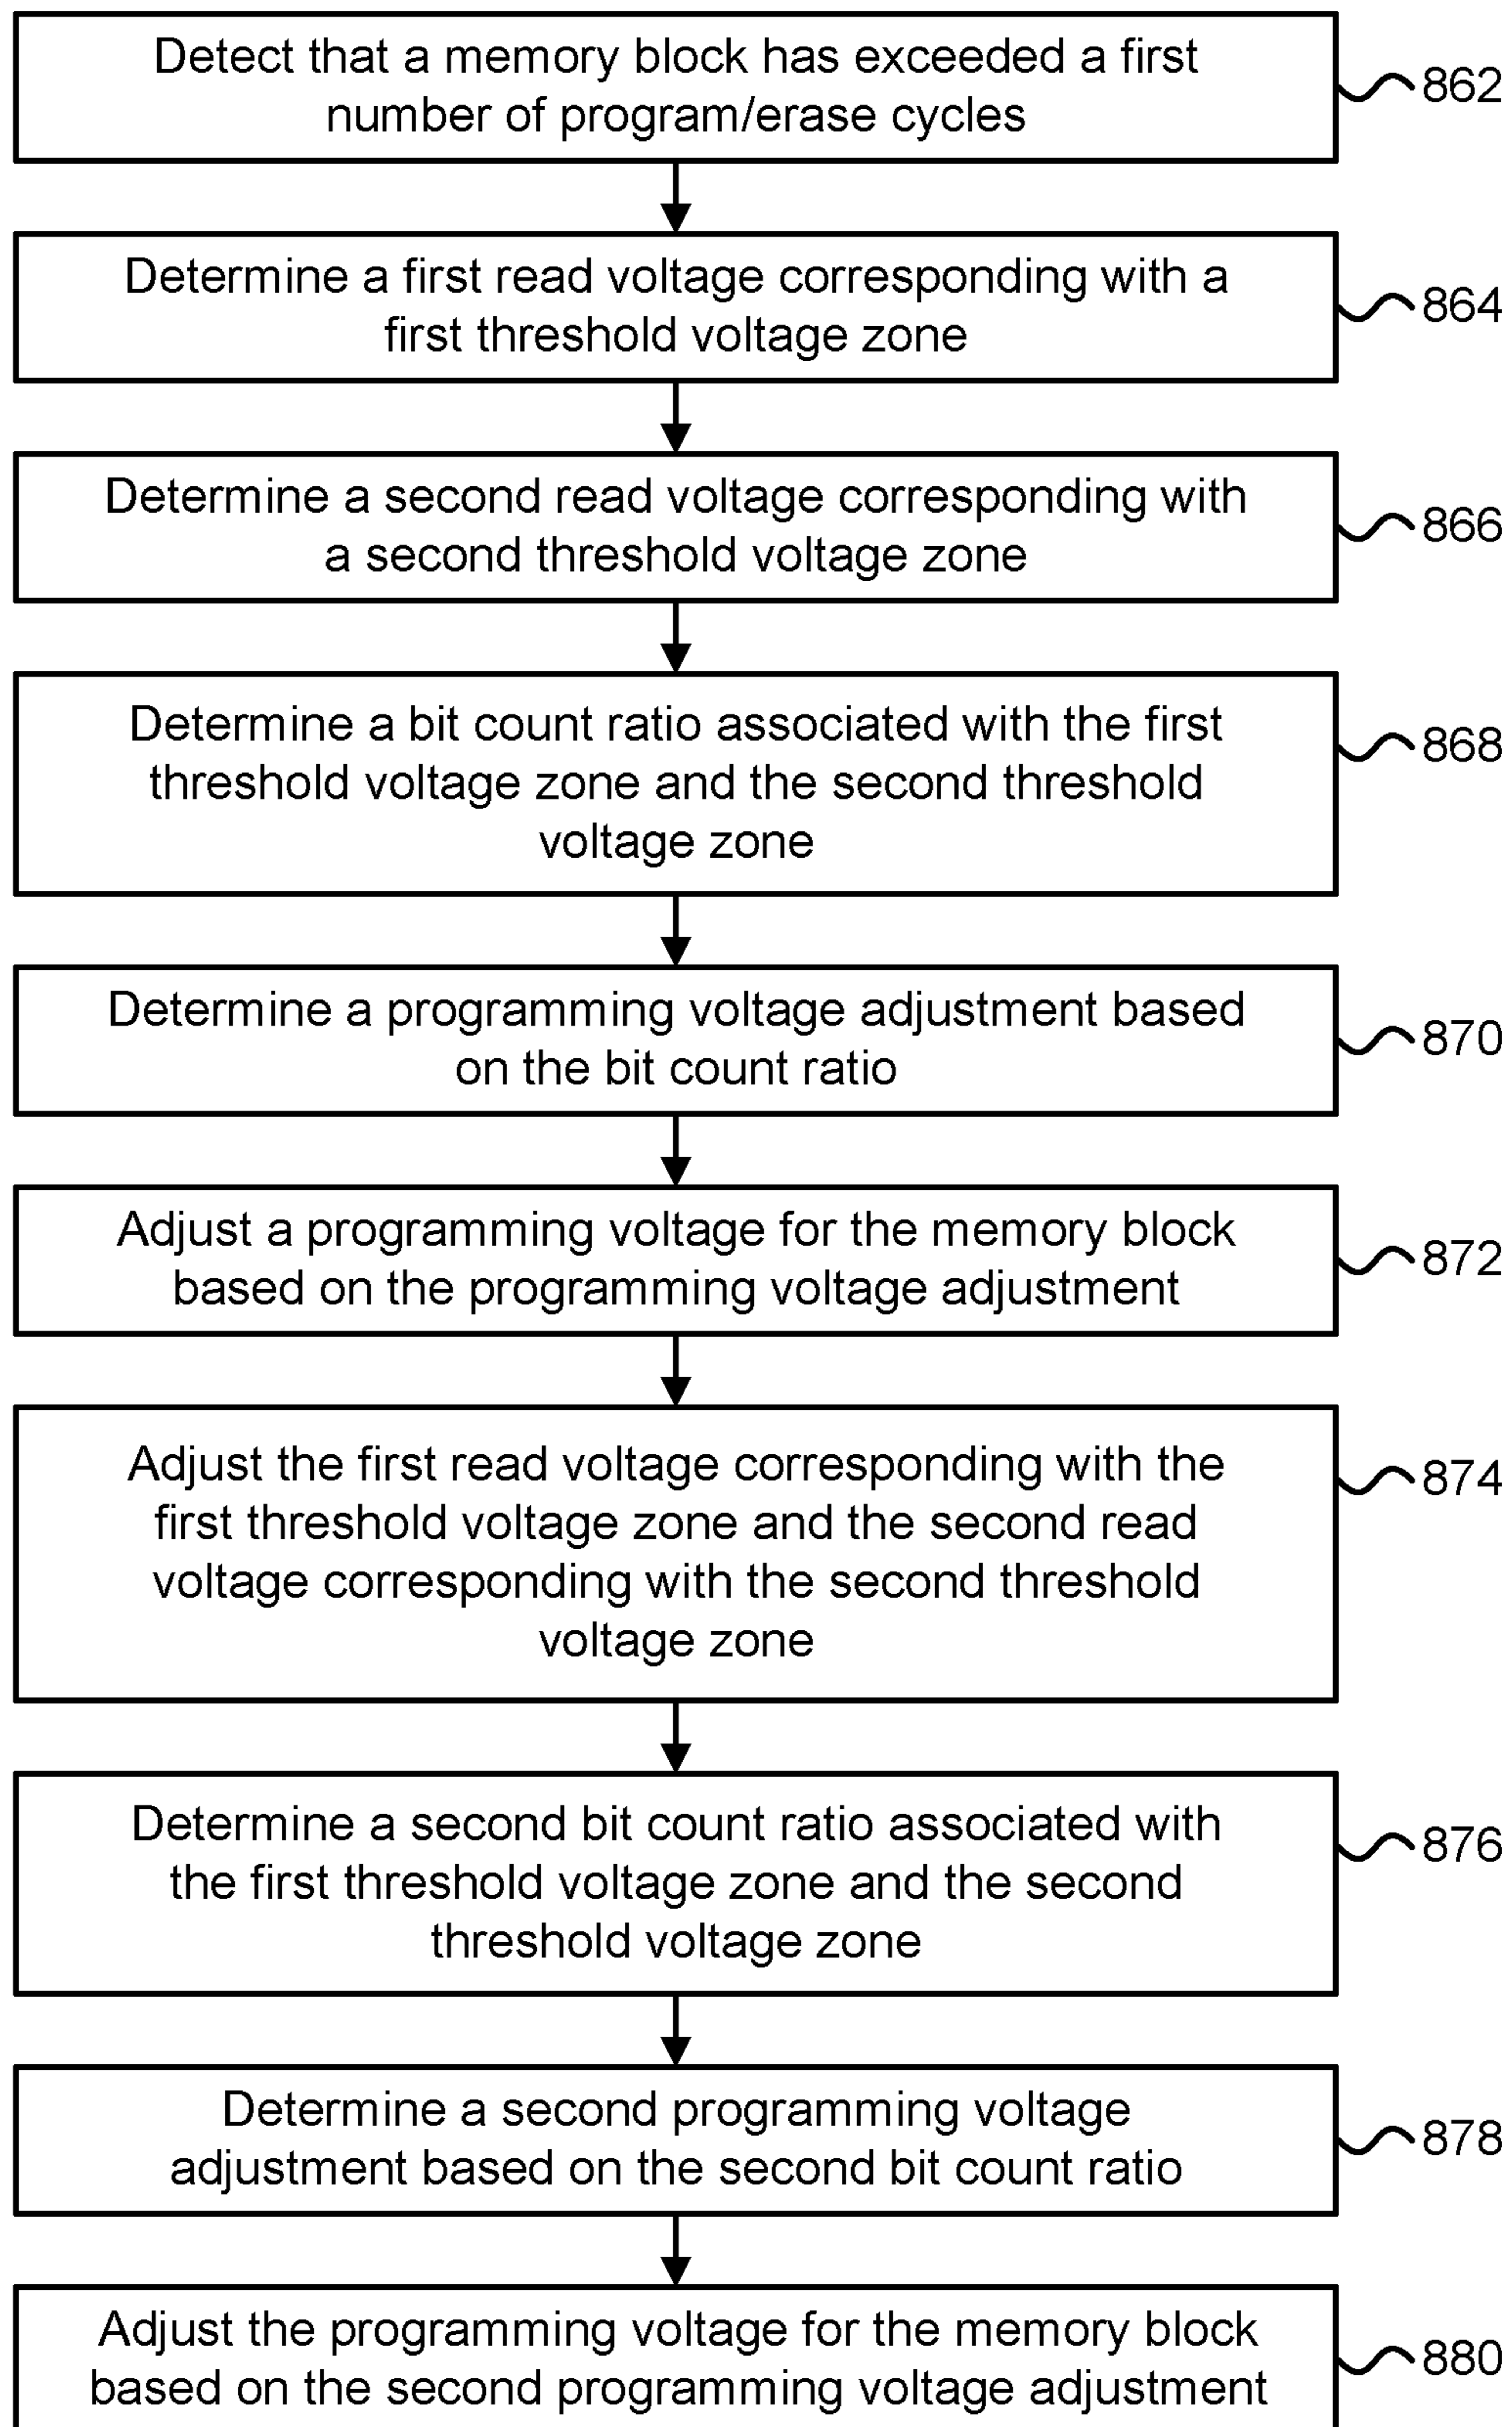 Detect that a memory block has exceeded a first
number of program/erase cycles
862
Determine a first read voltage corresponding with a
first threshold voltage zone
864
Determine a second read voltage corresponding with
a second threshold voltage zone
866
Determine a bit count ratio associated with the first
threshold voltage zone and the second threshold
voltage zone
868
Determine a programming voltage adjustment based
on the bit count ratio
870
Adjust a programming voltage for the memory block
based on the programming voltage adjustment
872
Adjust the first read voltage corresponding with the
first threshold voltage zone and the second read
voltage corresponding with the second threshold
voltage zone
874
Determine a second bit count ratio associated with
the first threshold voltage zone and the second
threshold voltage zone
876
Determine a second programming voltage
adjustment based on the second bit count ratio
878
Adjust the programming voltage for the memory block
based on the second programming voltage adjustment
880